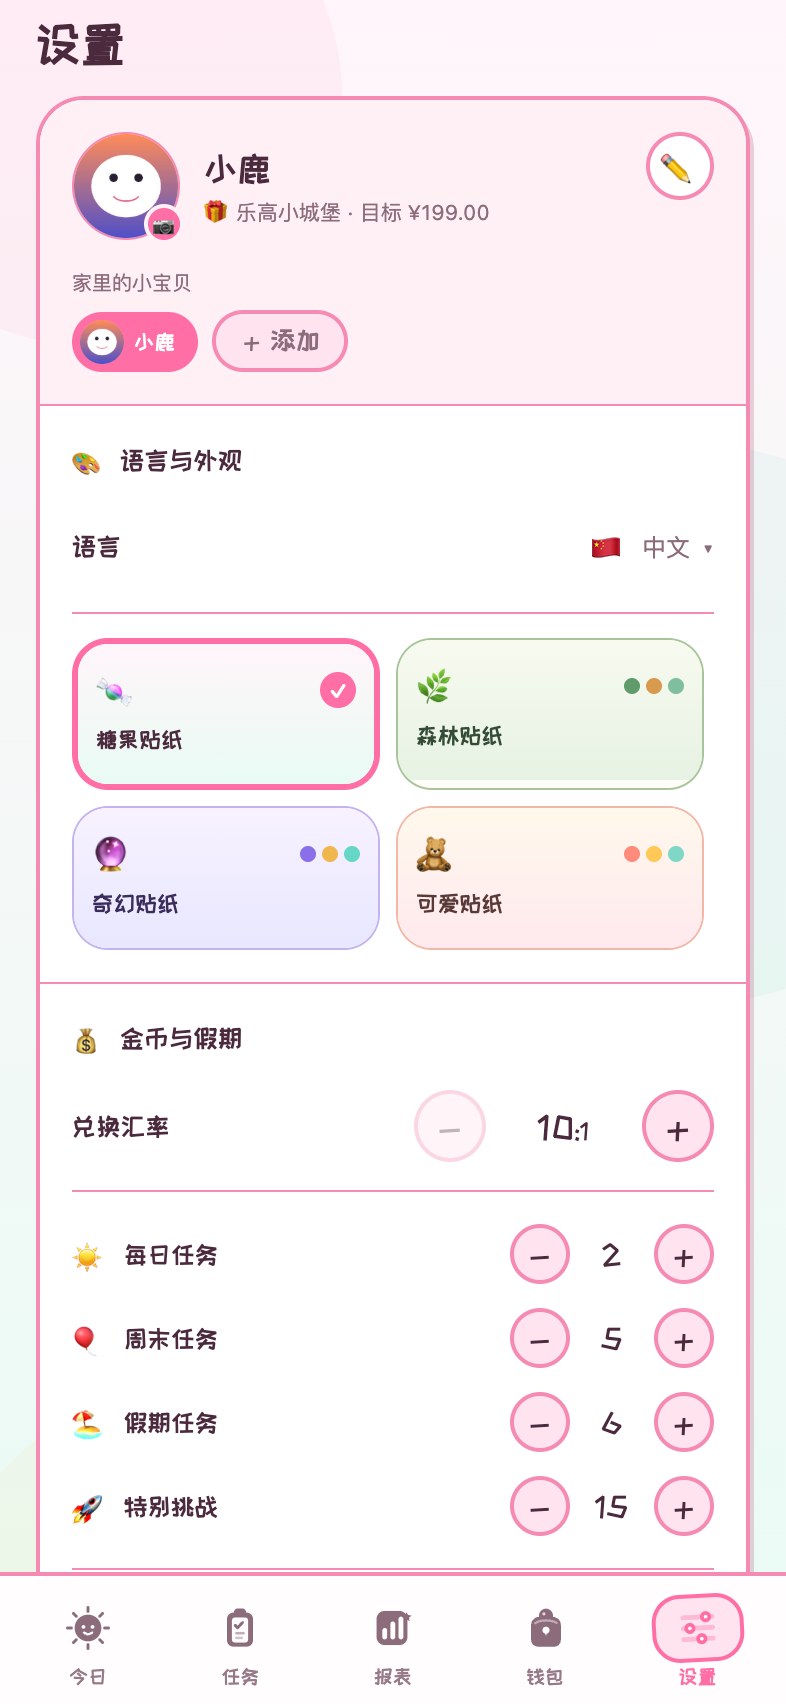 设置
小鹿
乐高小城堡 · 目标 ¥199.00
家里的小宝贝
小鹿
+ 添加
语言与外观
语言
中文 ▾
糖果贴纸
森林贴纸
奇幻贴纸
可爱贴纸
金币与假期
兑换汇率
− 10:1 +
每日任务 − 2 +
周末任务 − 5 +
假期任务 − 6 +
特别挑战 − 15 +
今日
任务
报表
钱包
设置